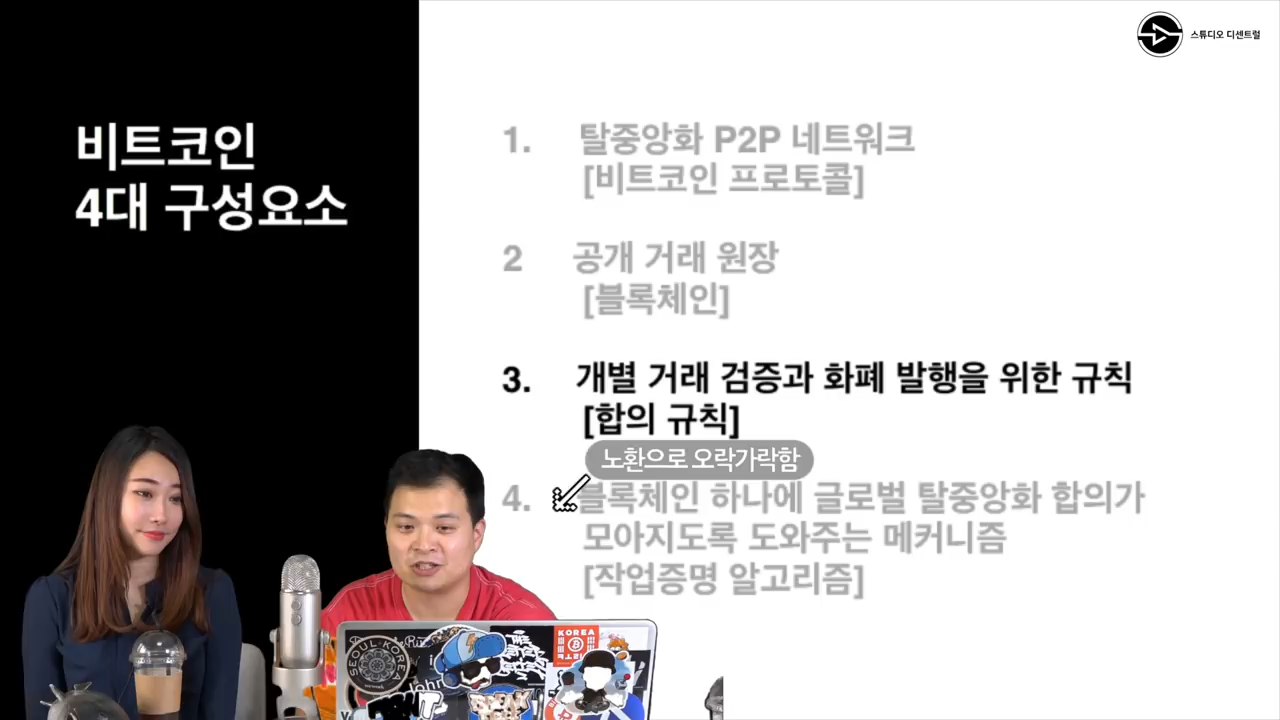 스튜디오 디센트럴
비트코인
4대 구성요소
1. 탈중앙화 P2P 네트워크
[비트코인 프로토콜]
2 공개 거래 원장
[블록체인]
3. 개별 거래 검증과 화폐 발행을 위한 규칙
[합의 규칙]
노환으로 오락가락함
4. 블록체인 하나에 글로벌 탈중앙화 합의가
모아지도록 도와주는 메커니즘
[작업증명 알고리즘]
SEOUL·KOREA
KOREA